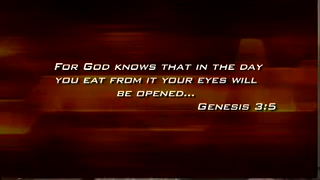 For God knows that in the day
you eat from it your eyes will
be opened...
Genesis 3:5